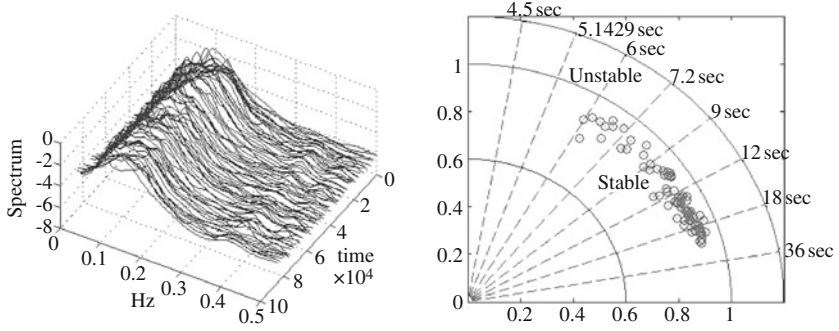 Spectrum
0
-2
-4
-6
-8
0
0.1
0.2
0.3
0.4
0.5
Hz
0
2
4
6
8
10
time
×10⁴
4.5 sec
5.1429 sec
6 sec
7.2 sec
9 sec
12 sec
18 sec
36 sec
Unstable
Stable
1
0.8
0.6
0.4
0.2
0
0.2
0.4
0.6
0.8
1